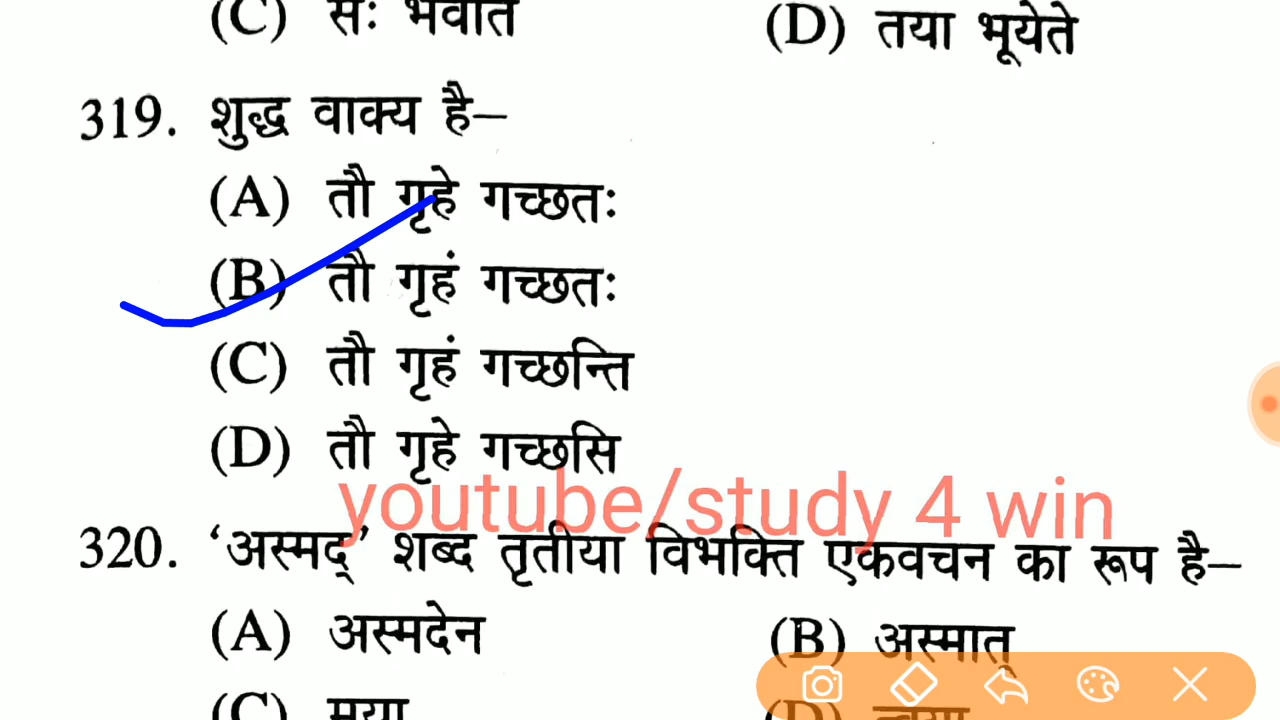 (C) सः भवति (D) तया भूयेते
319. शुद्ध वाक्य है–
(A) तौ गृहे गच्छतः
(B) तौ गृहं गच्छतः
(C) तौ गृहं गच्छन्ति
(D) तौ गृहे गच्छसि
youtube/study 4 win
320. ‘अस्मद्’ शब्द तृतीया विभक्ति एकवचन का रूप है–
(A) अस्मदेन (B) अस्मात्
(C) मया (D)